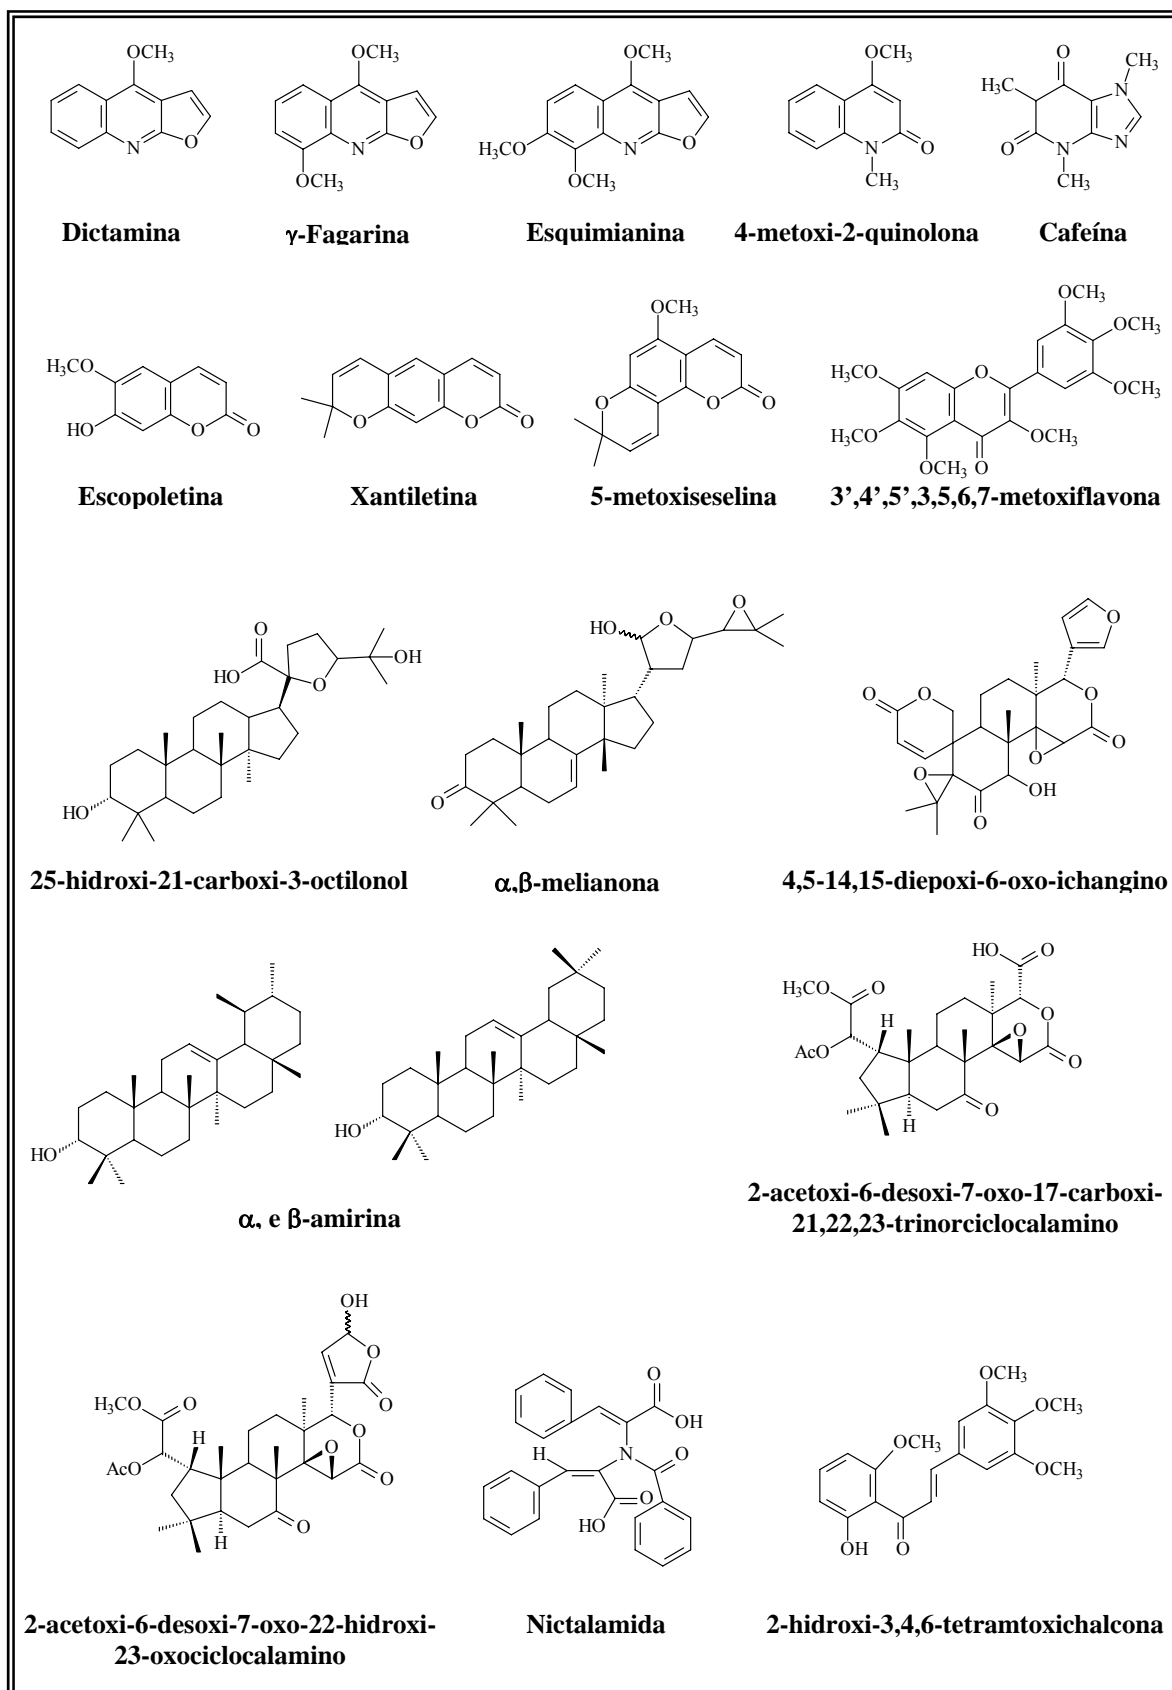 OCH3
N
O
Dictamina
OCH3
N
O
OCH3
γ-Fagarina
OCH3
H3CO
N
O
OCH3
Esquimianina
OCH3
N
O
CH3
4-metoxi-2-quinolona
O
CH3
H3C
N
O
N
N
CH3
Cafeína
H3CO
HO
O
O
Escopoletina
O
O
O
Xantiletina
OCH3
O
O
O
5-metoxiseselina
OCH3
OCH3
OCH3
H3CO
O
H3CO
OCH3
OCH3
O
3’,4’,5’,3,5,6,7-metoxiflavona
O
HO
O
OH
HO
25-hidroxi-21-carboxi-3-octilonol
HO
O
O
O
α,β-melianona
O
O
O
O
O
O
O
OH
O
4,5-14,15-diepoxi-6-oxo-ichangino
HO
HO
α, e β-amirina
HO
O
H3CO
O
H
O
O
AcO
O
O
H
2-acetoxi-6-desoxi-7-oxo-17-carboxi-
21,22,23-trinorciclocalamino
OH
O
O
H3CO
O
H
O
O
AcO
O
O
H
2-acetoxi-6-desoxi-7-oxo-22-hidroxi-
23-oxociclocalamino
O
OH
H
N
O
O
HO
Nictalamida
OCH3
OCH3
OCH3
OCH3
OH
O
2-hidroxi-3,4,6-tetramtoxichalcona